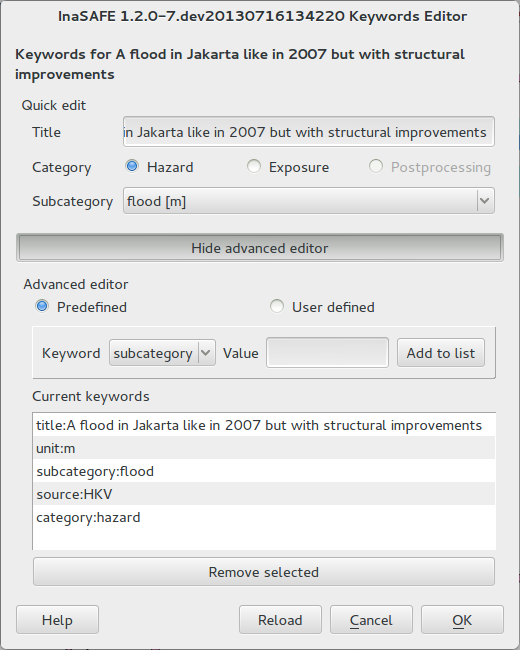 InaSAFE 1.2.0-7.dev20130716134220 Keywords Editor
Keywords for A flood in Jakarta like in 2007 but with structural
improvements
Quick edit
Title in Jakarta like in 2007 but with structural improvements
Category Hazard Exposure Postprocessing
Subcategory flood [m]
Hide advanced editor
Advanced editor
Predefined User defined
Keyword subcategory Value Add to list
Current keywords
title:A flood in Jakarta like in 2007 but with structural improvements
unit:m
subcategory:flood
source:HKV
category:hazard
Remove selected
Help Reload Cancel OK